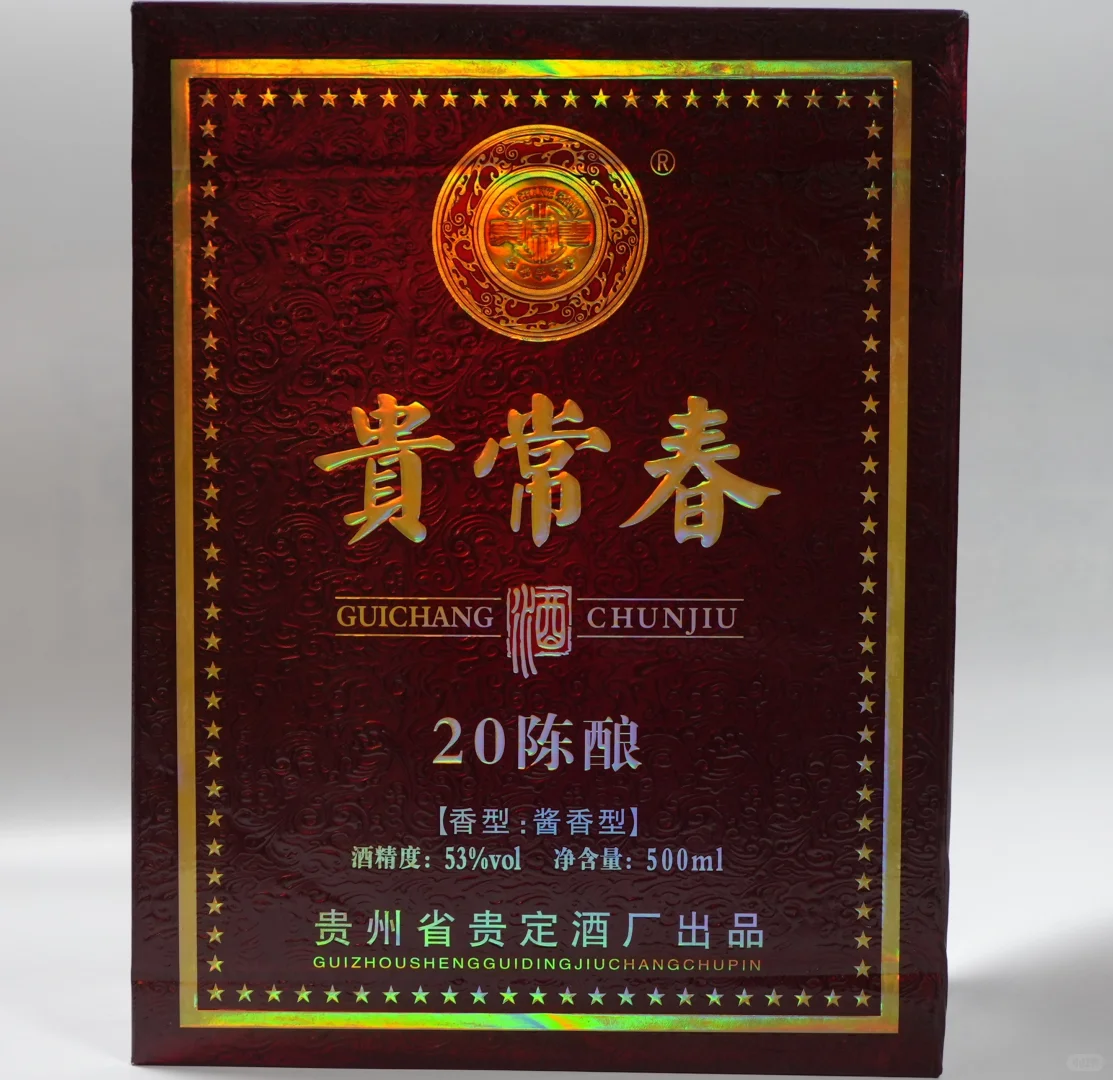 ®
貴常春
GUICHANG 酒 CHUNJIU
20陈酿
【香型:酱香型】
酒精度: 53%vol 净含量: 500ml
贵州省贵定酒厂出品
GUIZHOUSHENGGUIDINGJIUCHANGCHUPIN